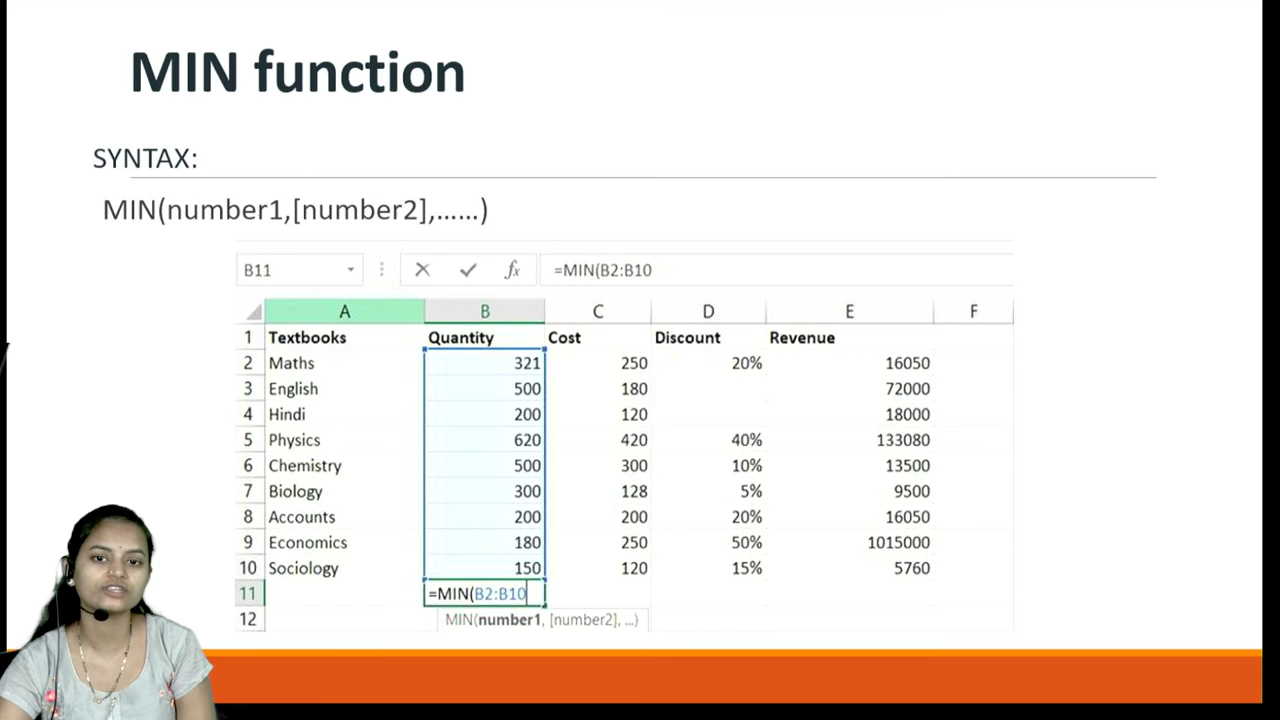 MIN function
SYNTAX:
MIN(number1,[number2],......)
B11 fx =MIN(B2:B10
A B C D E F
1 Textbooks Quantity Cost Discount Revenue
2 Maths 321 250 20% 16050
3 English 500 180 72000
4 Hindi 200 120 18000
5 Physics 620 420 40% 133080
6 Chemistry 500 300 10% 13500
7 Biology 300 128 5% 9500
8 Accounts 200 200 20% 16050
9 Economics 180 250 50% 1015000
10 Sociology 150 120 15% 5760
11 =MIN(B2:B10
12 MIN(number1, [number2], ...)